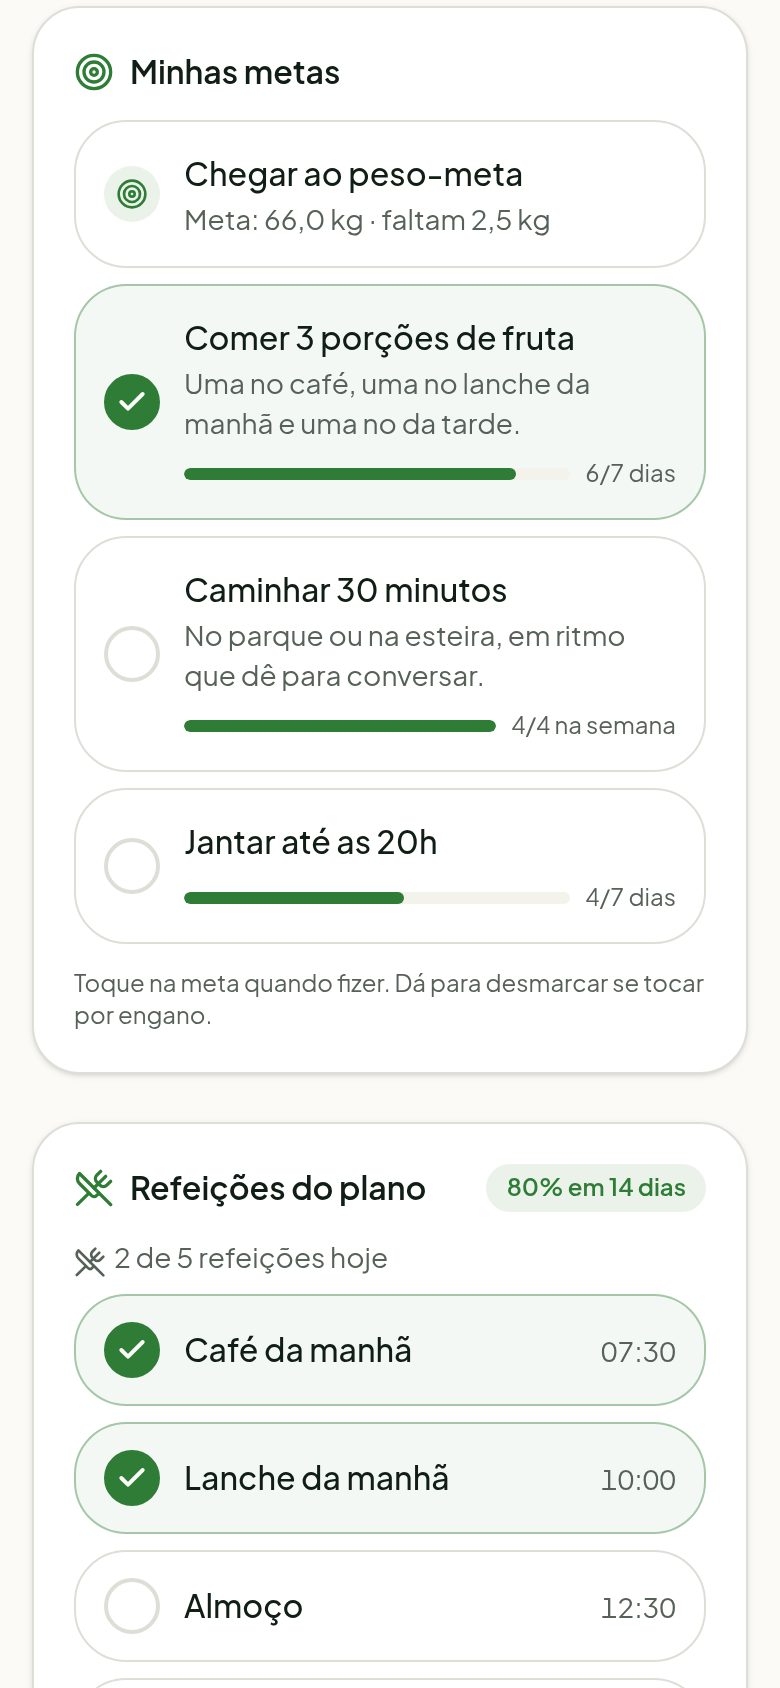 Minhas metas
Chegar ao peso-meta
Meta: 66,0 kg · faltam 2,5 kg
Comer 3 porções de fruta
Uma no café, uma no lanche da
manhã e uma no da tarde.
6/7 dias
Caminhar 30 minutos
No parque ou na esteira, em ritmo
que dê para conversar.
4/4 na semana
Jantar até as 20h
4/7 dias
Toque na meta quando fizer. Dá para desmarcar se tocar
por engano.
Refeições do plano
80% em 14 dias
2 de 5 refeições hoje
Café da manhã
07:30
Lanche da manhã
10:00
Almoço
12:30